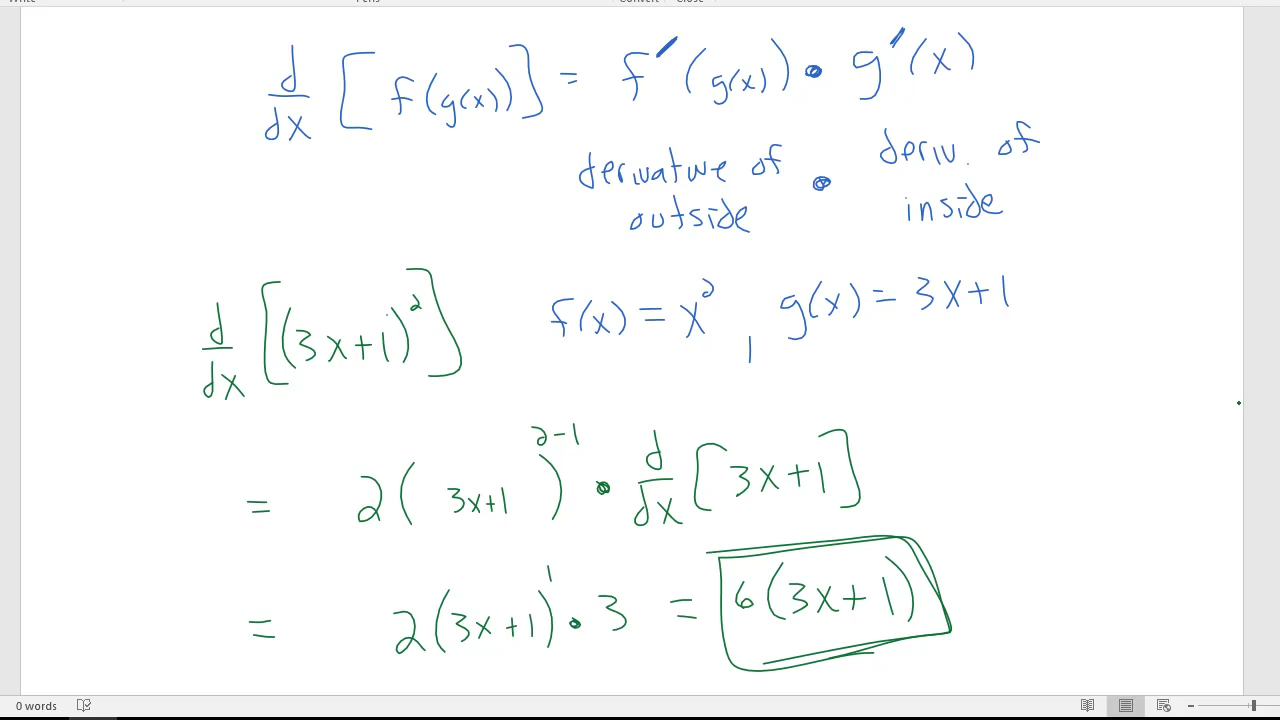 d/dx [f(g(x))] = f'(g(x)) • g'(x)
derivative of outside • deriv. of inside
d/dx [(3x+1)²] f(x) = x², g(x) = 3x+1
= 2(3x+1)²⁻¹ • d/dx [3x+1]
= 2(3x+1)¹ • 3 = 6(3x+1)
0 words